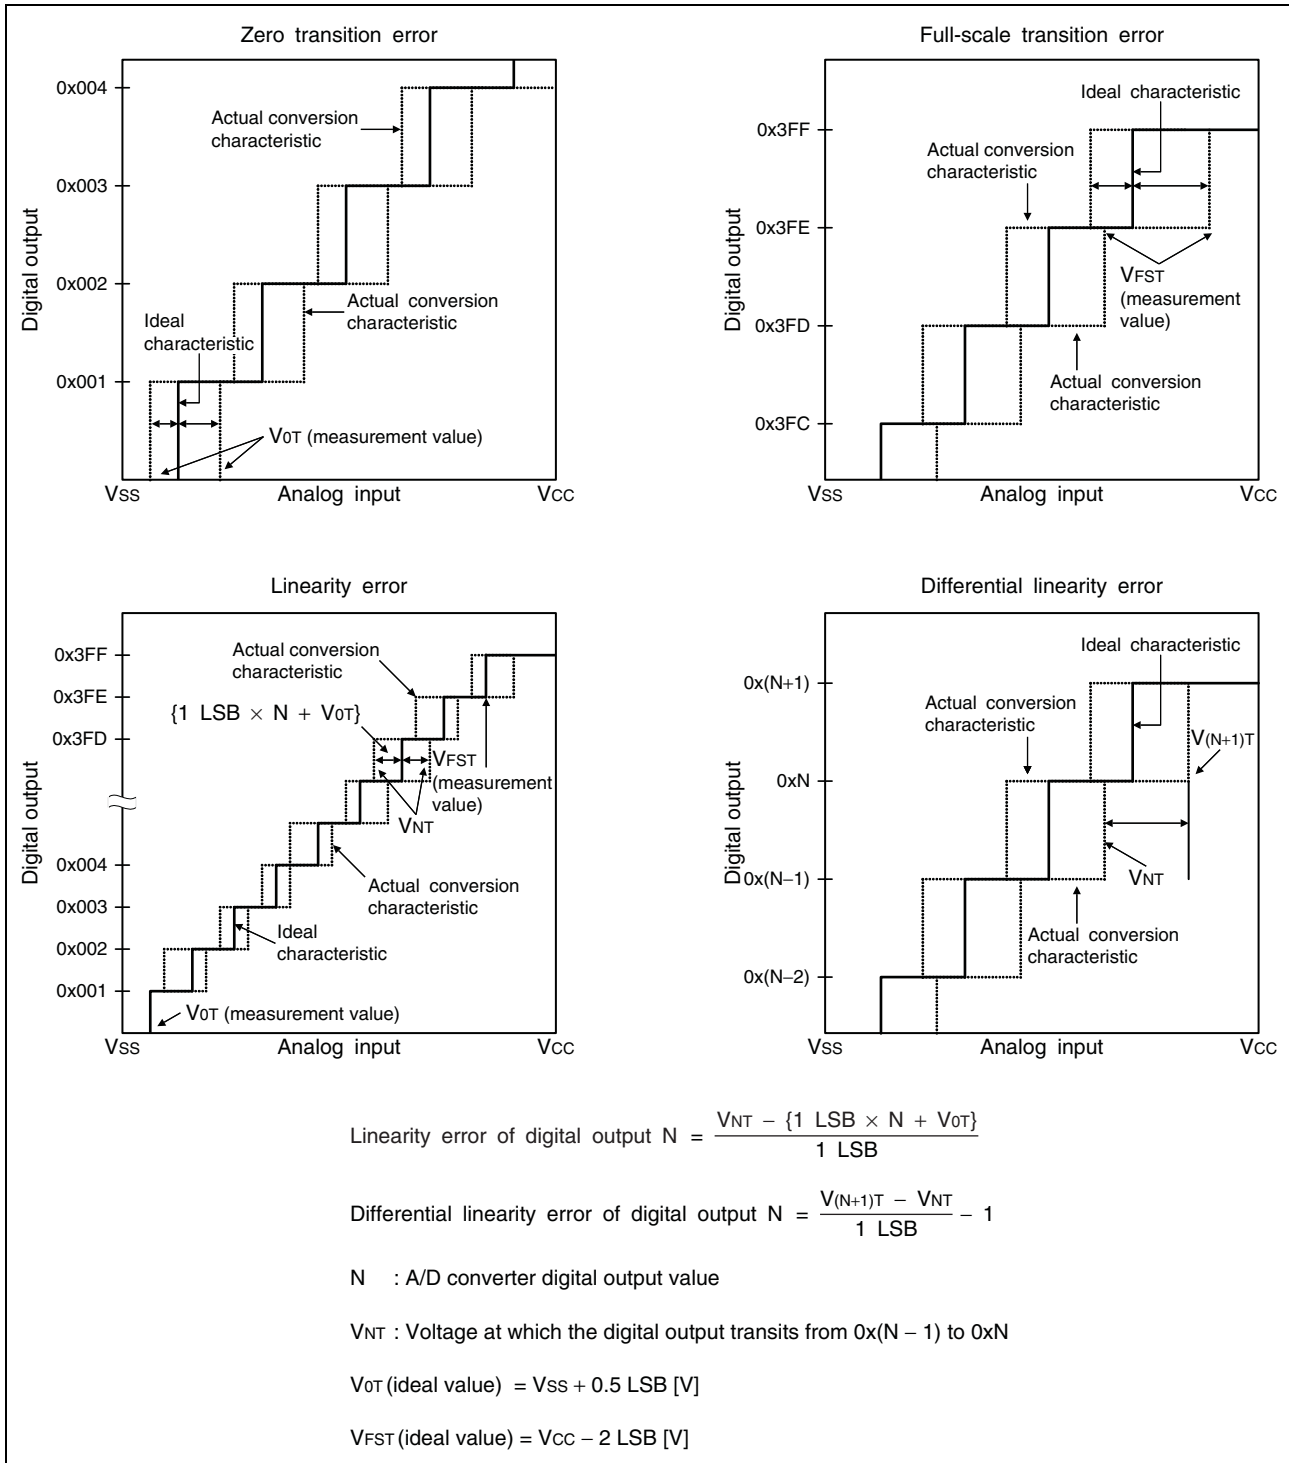 Zero transition error
0x004
0x003
0x002
0x001
Digital output
Actual conversion
characteristic
Actual conversion
characteristic
Ideal
characteristic
V0T (measurement value)
VSS
Analog input
VCC
Full-scale transition error
0x3FF
0x3FE
0x3FD
0x3FC
Digital output
Ideal characteristic
Actual conversion
characteristic
VFST
(measurement
value)
Actual conversion
characteristic
VSS
Analog input
VCC
Linearity error
0x3FF
0x3FE
0x3FD
0x004
0x003
0x002
0x001
Digital output
Actual conversion
characteristic
{1 LSB × N + V0T}
VFST
(measurement
value)
VNT
Actual conversion
characteristic
Ideal
characteristic
V0T (measurement value)
VSS
Analog input
VCC
Differential linearity error
0x(N+1)
0xN
0x(N−1)
0x(N−2)
Digital output
Ideal characteristic
Actual conversion
characteristic
V(N+1)T
VNT
Actual conversion
characteristic
VSS
Analog input
VCC
Linearity error of digital output N = VNT − {1 LSB × N + V0T} / 1 LSB
Differential linearity error of digital output N = V(N+1)T − VNT / 1 LSB − 1
N : A/D converter digital output value
VNT : Voltage at which the digital output transits from 0x(N − 1) to 0xN
V0T (ideal value) = VSS + 0.5 LSB [V]
VFST (ideal value) = VCC − 2 LSB [V]